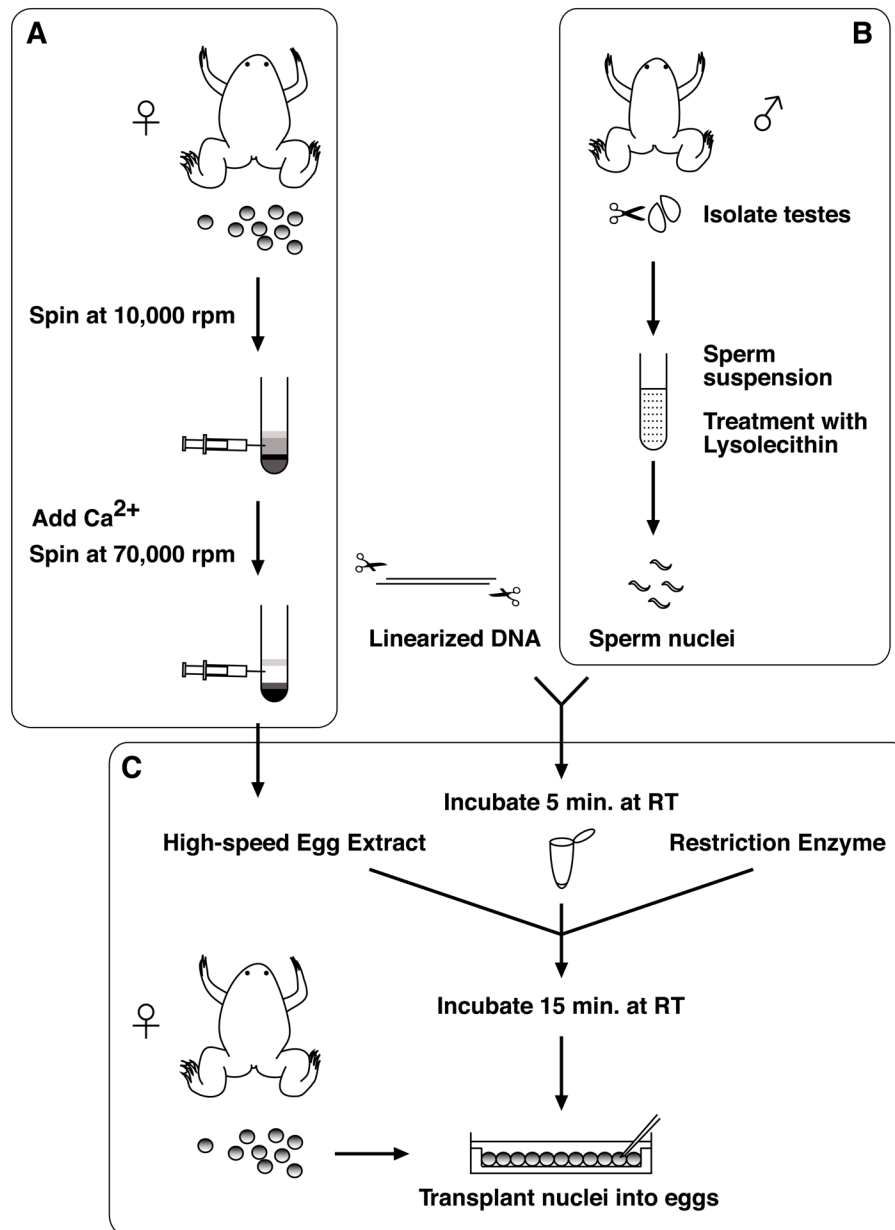 A
Spin at 10,000 rpm
Add Ca2+
Spin at 70,000 rpm
B
Isolate testes
Sperm
suspension
Treatment with
Lysolecithin
Linearized DNA
Sperm nuclei
C
Incubate 5 min. at RT
High-speed Egg Extract
Restriction Enzyme
Incubate 15 min. at RT
Transplant nuclei into eggs